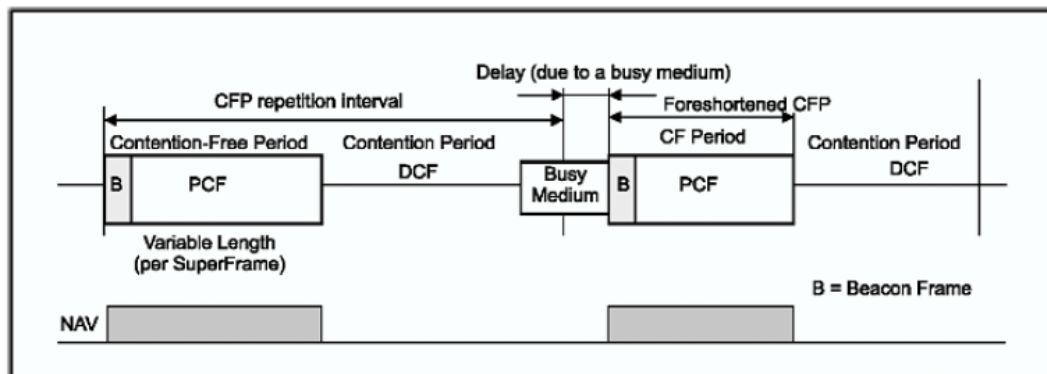 Delay (due to a busy medium)
CFP repetition interval
Foreshortened CFP
Contention-Free Period
Contention Period
CF Period
Contention Period
B
PCF
DCF
Busy
Medium
B
PCF
DCF
Variable Length
(per SuperFrame)
B = Beacon Frame
NAV